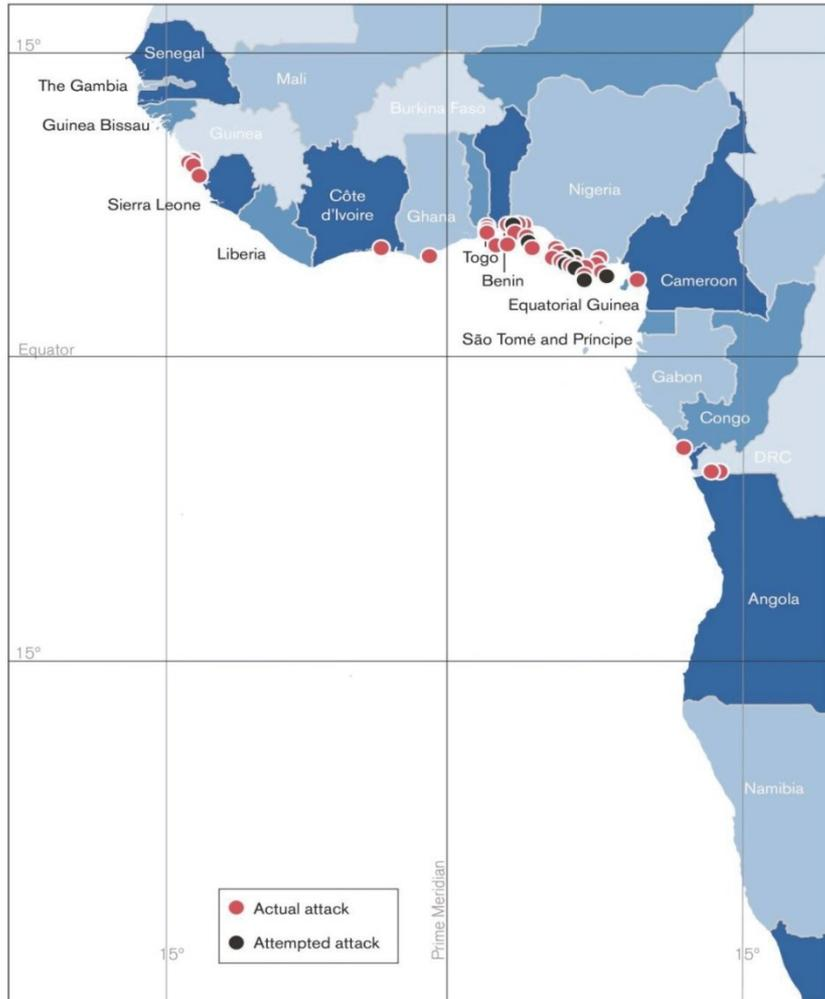 15°
Senegal
The Gambia
Mali
Burkina Faso
Guinea Bissau
Guinea
Nigeria
Côte
d'Ivoire
Sierra Leone
Ghana
Liberia
Togo
Benin
Cameroon
Equatorial Guinea
São Tomé and Príncipe
Equator
Gabon
Congo
DRC
Angola
15°
Namibia
Prime Meridian
Actual attack
Attempted attack
15°
15°